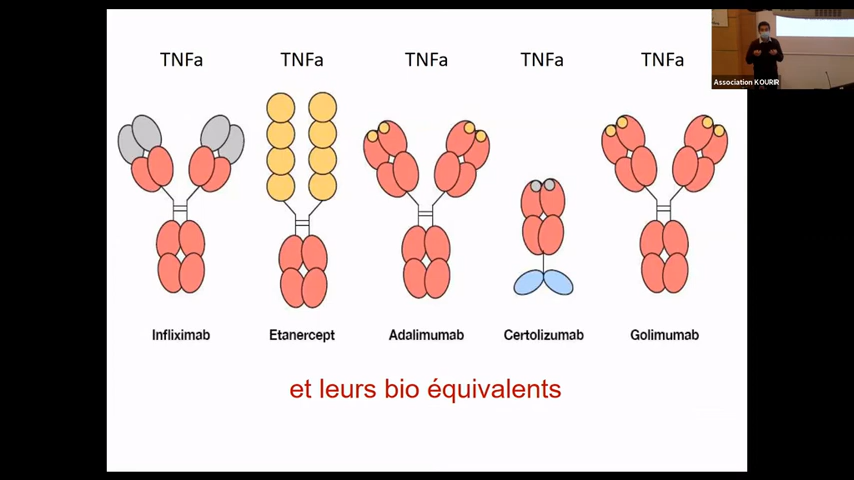 TNFa TNFa TNFa TNFa TNFa
Association KOURIR
Infliximab Etanercept Adalimumab Certolizumab Golimumab
et leurs bio équivalents